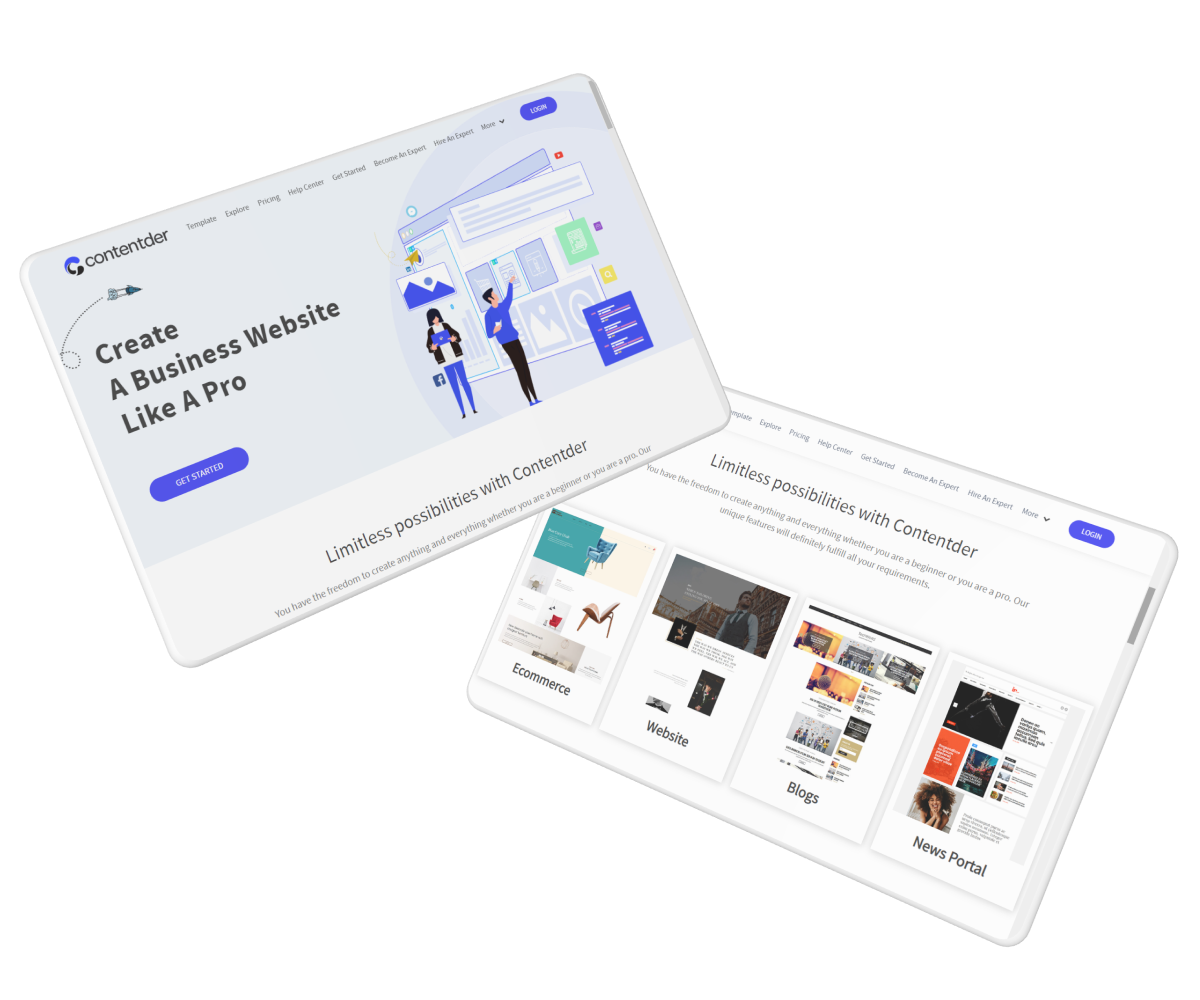 contentder
Template Explore Pricing Help Center Get Started Become An Expert Hire An Expert More LOGIN
Create
A Business Website
Like A Pro
GET STARTED
Limitless possibilities with Contentder
You have the freedom to create anything and everything whether you are a beginner or you are a pro. Our
Explore Pricing Help Center Get Started Become An Expert Hire An Expert More LOGIN
Limitless possibilities with Contentder
You have the freedom to create anything and everything whether you are a beginner or you are a pro. Our
unique features will definitely fulfill all your requirements.
Ecommerce
Website
Blogs
News Portal